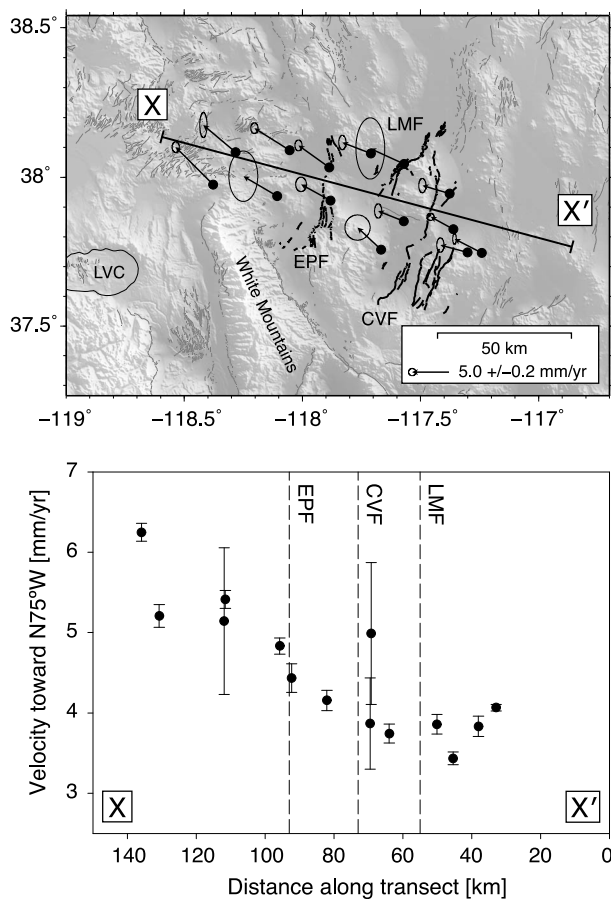 38.5°
X
LMF
38°
X′
EPF
LVC
White Mountains
37.5°
CVF
50 km
5.0 +/−0.2 mm/yr
−119°
−118.5°
−118°
−117.5°
−117°
7
EPF
CVF
LMF
6
5
4
3
Velocity toward N75°W [mm/yr]
X
X′
140
120
100
80
60
40
20
0
Distance along transect [km]